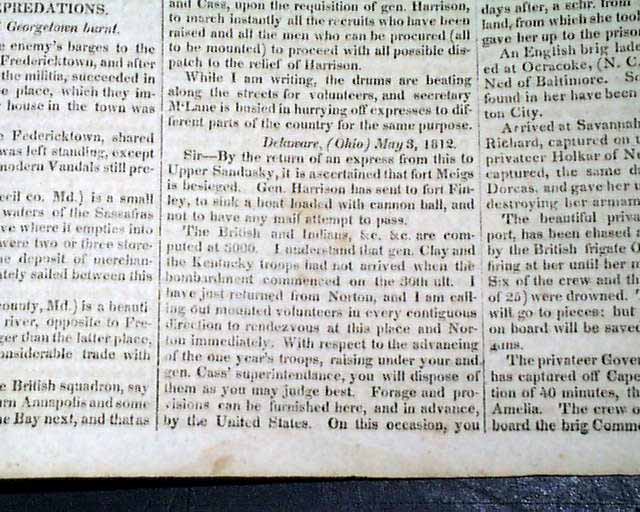 EPREDATIONS.
Georgetown burnt.
e enemy's barges to the
Fredericktown, and after
the militia, succeeded in
e place, which they im-
house in the town was
e Federicktown, shared
was left standing, except
modern Vandals still pre-
ecil co. Md.) is a small
waters of the Sassafras
ve where it empties into
were two or three store-
he deposit of merchan-
ately sailed between this
county, Md.) is a beauti-
river, opposite to Fre-
ger than the latter place,
onsiderable trade with
e British squadron, say
urn Annapolis and some
he Bay next, and that as
and Cass, upon the requisition of gen. Harrison,
to march instantly all the recruits who have been
raised and all the men who can be procured (all
to be mounted) to proceed with all possible dis-
patch to the relief of Harrison.
While I am writing, the drums are beating
along the streets for volunteers, and secretary
M'Lane is busied in hurrying off expresses to dif-
ferent parts of the country for the same purpose.
Delaware, (Ohio) May 3, 1812.
Sir—By the return of an express from this to
Upper Sandusky, it is ascertained that fort Meigs
is besieged. Gen. Harrison has sent to fort Fin-
ley, to sink a boat loaded with cannon ball, and
not to have any mail attempt to pass.
The British and Indians, &c. &c. are com-
puted at 5000. I understand that gen. Clay and
the Kentucky troops had not arrived when the
bombardment commenced on the 30th ult. I
have just returned from Norton, and I am call-
ing out mounted volunteers in every contiguous
direction to rendezvous at this place and Nor-
ton immediately. With respect to the advancing
of the one year's troops, raising under your and
gen. Cass' superintendance, you will dispose of
them as you may judge best. Forage and pro-
visions can be furnished here, and in advance,
by the United States. On this occasion, you
days after, a schr. from
land, from which she took
gave her up to the prison
An English brig lade
ed at Ocracoke, (N. C.
Ned of Baltimore. S
found in her have been
ton City.
Arrived at Savannah
Richard, captured on
privateer Holkar of N
captured, the same da
Dorcas, and gave her
destroying her armam
The beautiful priva
port, has been chased a
by the British frigate O
firing at her until her m
Six of the crew and th
of 25) were drowned.
will go to pieces: but
on board will be saved
guns.
The privateer Gover
has captured off Cape
tion of 40 minutes, th
Amelia. The crew o
board the brig Comme